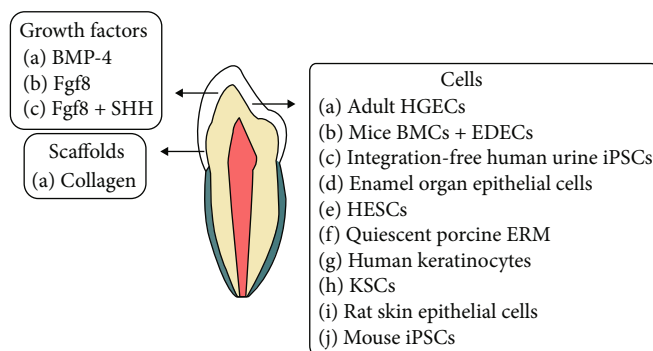 Growth factors
(a) BMP-4
(b) Fgf8
(c) Fgf8 + SHH
Scaffolds
(a) Collagen
Cells
(a) Adult HGECs
(b) Mice BMCs + EDECs
(c) Integration-free human urine iPSCs
(d) Enamel organ epithelial cells
(e) HESCs
(f) Quiescent porcine ERM
(g) Human keratinocytes
(h) KSCs
(i) Rat skin epithelial cells
(j) Mouse iPSCs